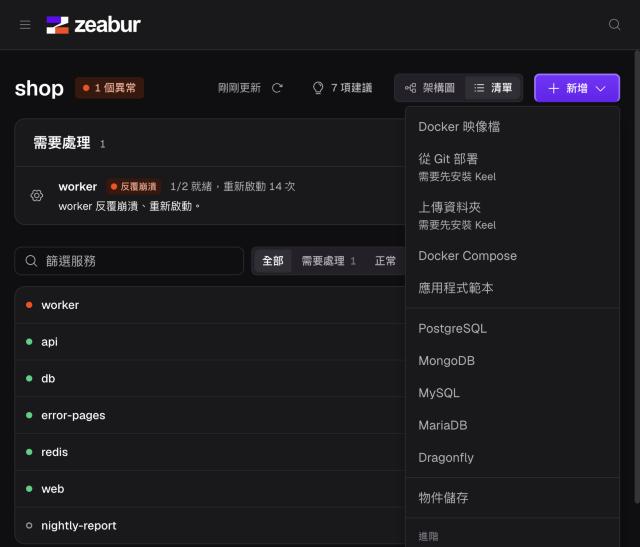 zeabur
shop
1 個異常
剛剛更新
7 項建議
架構圖
清單
新增
需要處理 1
worker 反覆崩潰 1/2 就緒，重新啟動 14 次
worker 反覆崩潰、重新啟動。
篩選服務
全部
需要處理 1
正常
worker
api
db
error-pages
redis
web
nightly-report
Docker 映像檔
從 Git 部署
需要先安裝 Keel
上傳資料夾
需要先安裝 Keel
Docker Compose
應用程式範本
PostgreSQL
MongoDB
MySQL
MariaDB
Dragonfly
物件儲存
進階